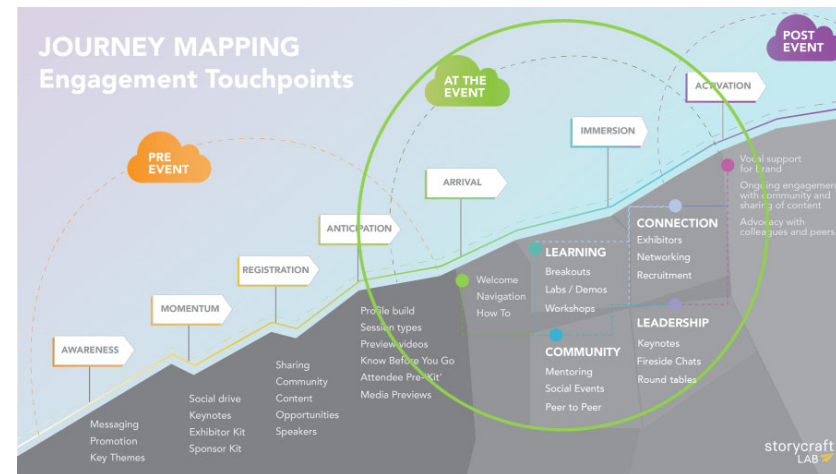 JOURNEY MAPPING
Engagement Touchpoints
PRE
EVENT
AT THE
EVENT
POST
EVENT
AWARENESS
MOMENTUM
REGISTRATION
ANTICIPATION
ARRIVAL
IMMERSION
ACTIVATION
Messaging
Promotion
Key Themes
Social drive
Keynotes
Exhibitor Kit
Sponsor Kit
Sharing
Community
Content
Opportunities
Speakers
Profile build
Session types
Preview videos
Know Before You Go
Attendee Pre-'Kit'
Media Previews
Welcome
Navigation
How To
LEARNING
Breakouts
Labs / Demos
Workshops
COMMUNITY
Mentoring
Social Events
Peer to Peer
CONNECTION
Exhibitors
Networking
Recruitment
LEADERSHIP
Keynotes
Fireside Chats
Round tables
Vocal support
for brand
Ongoing engagement
with community and
sharing of content
Advocacy with
colleagues and peers
storycraft
LAB